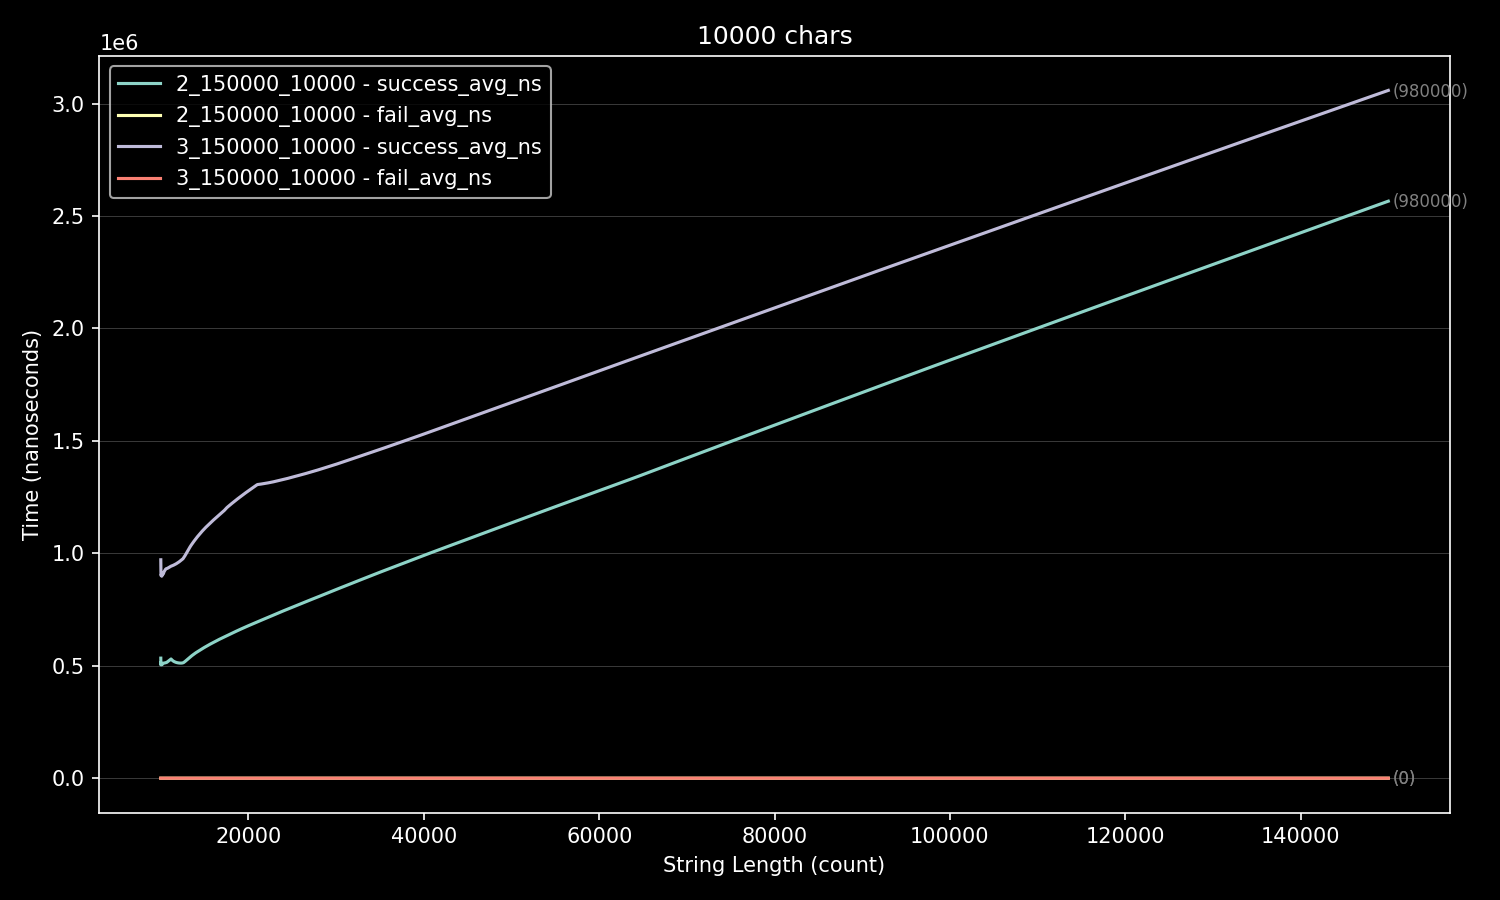 10000 chars
1e6
2_150000_10000 - success_avg_ns
2_150000_10000 - fail_avg_ns
3_150000_10000 - success_avg_ns
3_150000_10000 - fail_avg_ns
(980000)
(980000)
(0)
3.0
2.5
2.0
1.5
1.0
0.5
0.0
Time (nanoseconds)
20000 40000 60000 80000 100000 120000 140000
String Length (count)